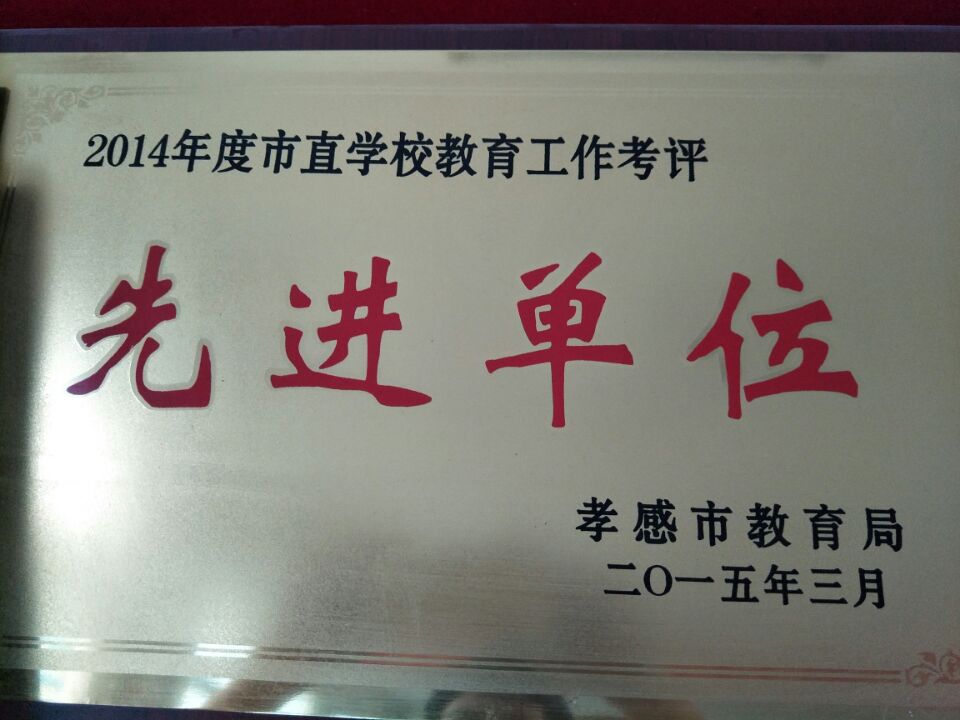 2014年度市直学校教育工作考评
先进单位
孝感市教育局
二〇一五年三月